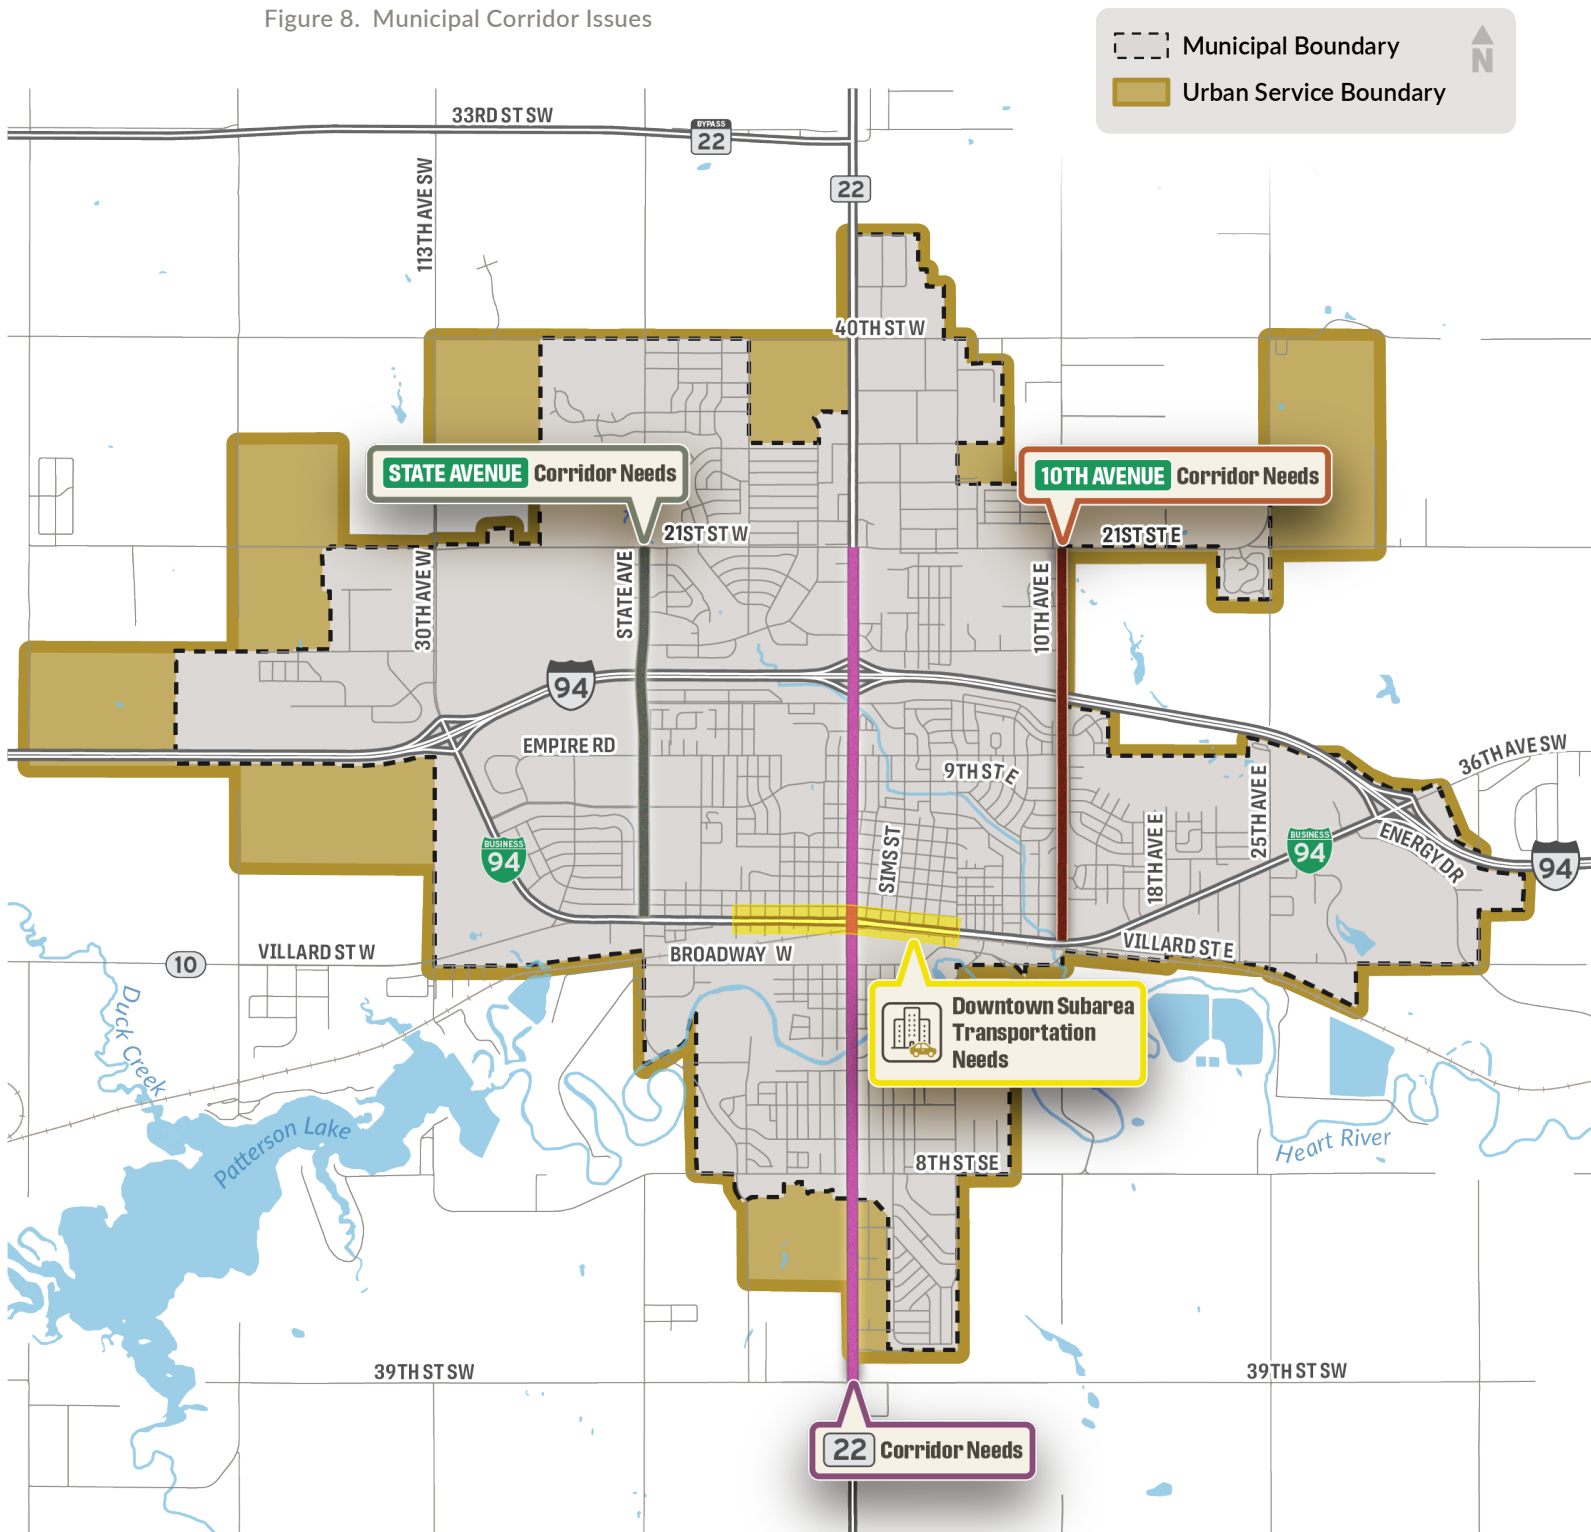 Figure 8. Municipal Corridor Issues
Municipal Boundary
N
Urban Service Boundary
33RD ST SW
BYPASS
22
113TH AVE SW
22
40TH ST W
STATE AVENUE Corridor Needs
10TH AVENUE Corridor Needs
21ST ST W
21ST ST E
30TH AVE W
STATE AVE
10TH AVE E
94
EMPIRE RD
9TH ST E
36TH AVE SW
25TH AVE E
18TH AVE E
SIMS ST
BUSINESS
94
BUSINESS
94
ENERGY DR
94
VILLARD ST W
10
BROADWAY W
VILLARD ST E
Duck Creek
Downtown Subarea
Transportation
Needs
Patterson Lake
Heart River
8TH ST SE
39TH ST SW
39TH ST SW
22 Corridor Needs